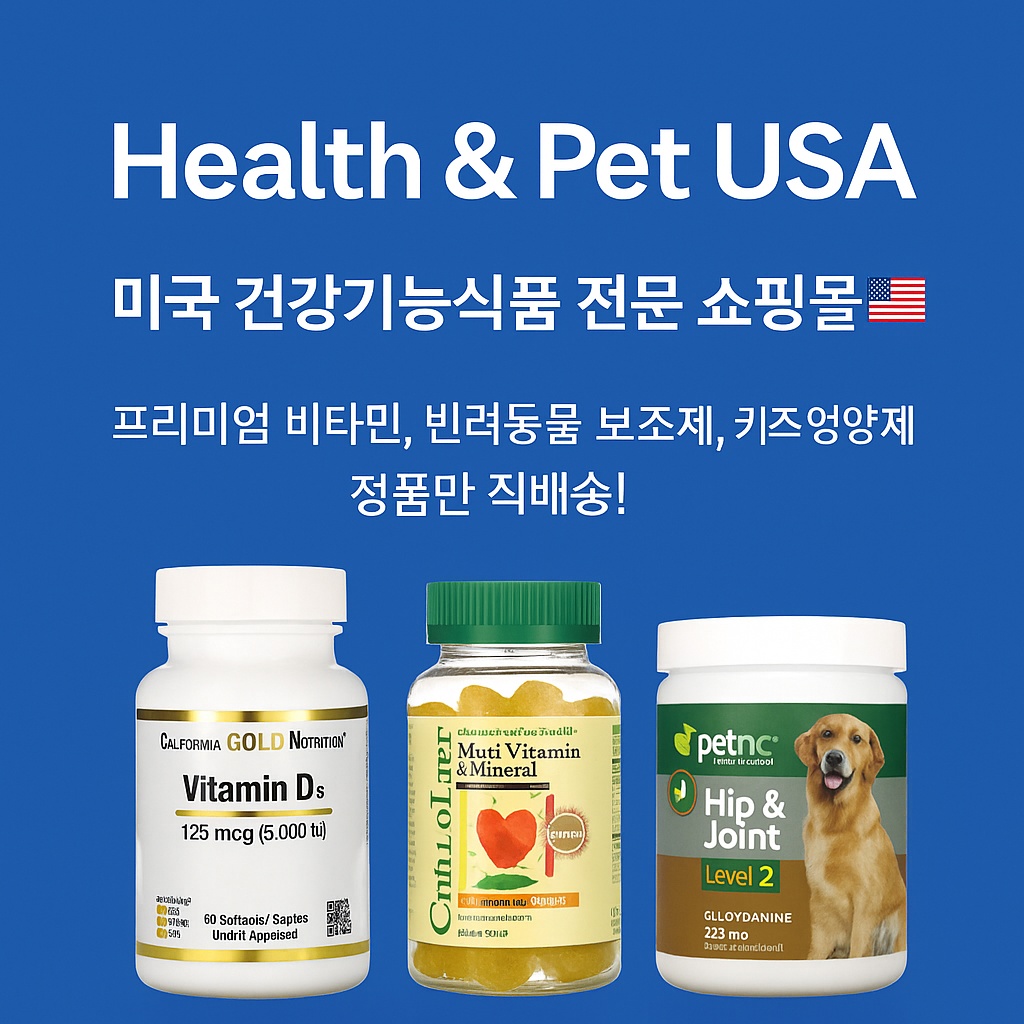 Health & Pet USA
미국 건강기능식품 전문 쇼핑몰
프리미엄 비타민, 빈려동물 보조제, 키즈엉양제
정품만 직배송!
CALFORMIA GOLD NOTRITION®
Vitamin Ds
125 mcg (5.000 tu)
60 Softaois/ Saptes
Undrit Appeised
Muti Vitamin
& Mineral
petnc
Hip &
Joint
Level 2
GLLOYDANINE
223 mo